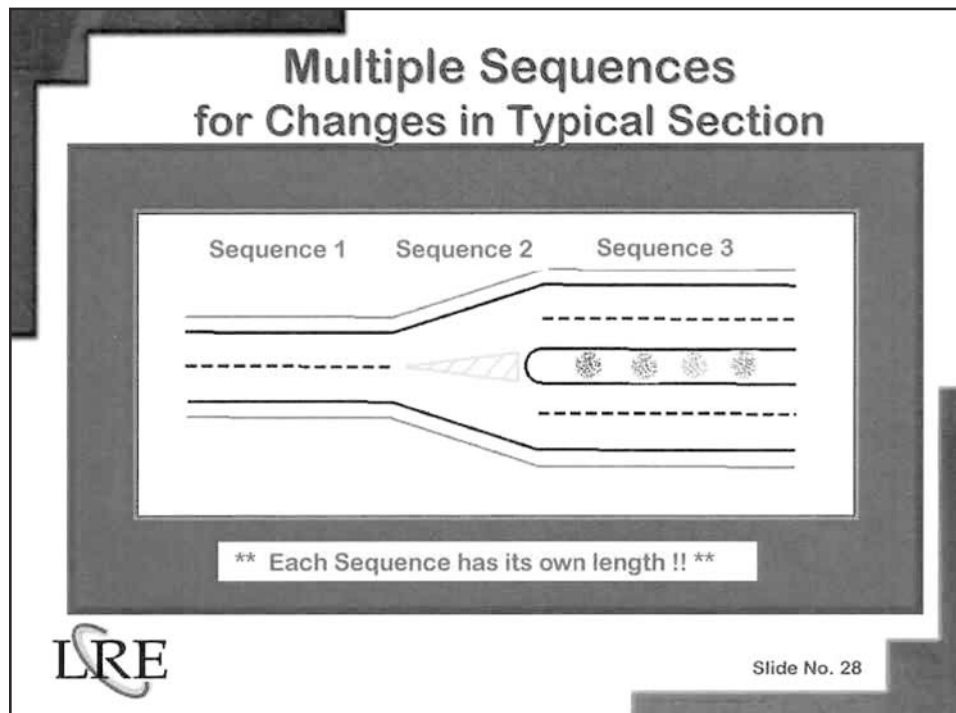 Multiple Sequences
for Changes in Typical Section
Sequence 1 Sequence 2 Sequence 3
** Each Sequence has its own length !! **
LRE
Slide No. 28